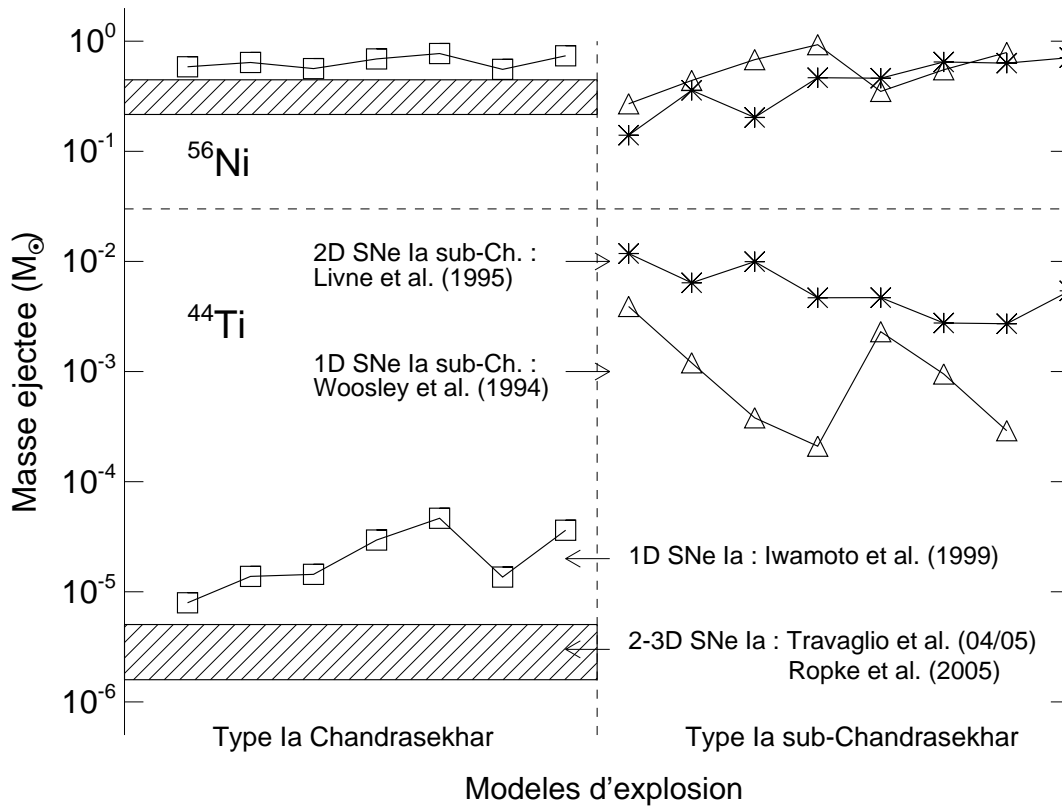 10^0
10^-1
10^-2
10^-3
10^-4
10^-5
10^-6
Masse ejectee (M☉)
^56Ni
^44Ti
2D SNe Ia sub-Ch. :
Livne et al. (1995)
1D SNe Ia sub-Ch. :
Woosley et al. (1994)
1D SNe Ia : Iwamoto et al. (1999)
2-3D SNe Ia : Travaglio et al. (04/05)
Ropke et al. (2005)
Type Ia Chandrasekhar
Type Ia sub-Chandrasekhar
Modeles d'explosion